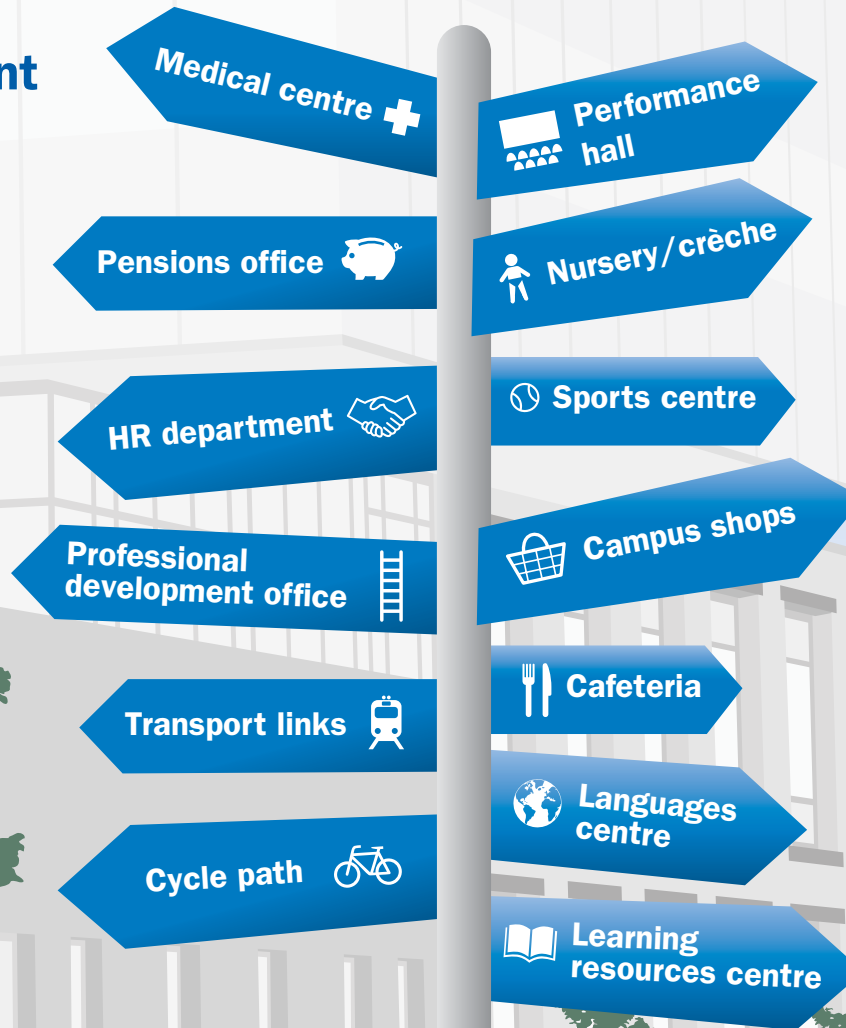 nt
Medical centre
Performance
hall
Pensions office
Nursery/crèche
HR department
Sports centre
Professional
development office
Campus shops
Transport links
Cafeteria
Languages
centre
Cycle path
Learning
resources centre